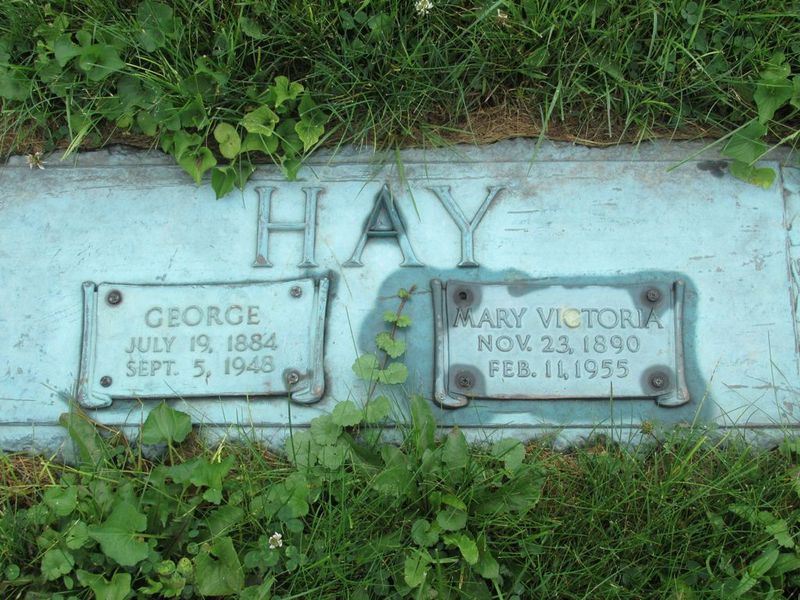 HAY
GEORGE
JULY 19, 1884
SEPT. 5, 1948
MARY VICTORIA
NOV. 23, 1890
FEB. 11, 1955